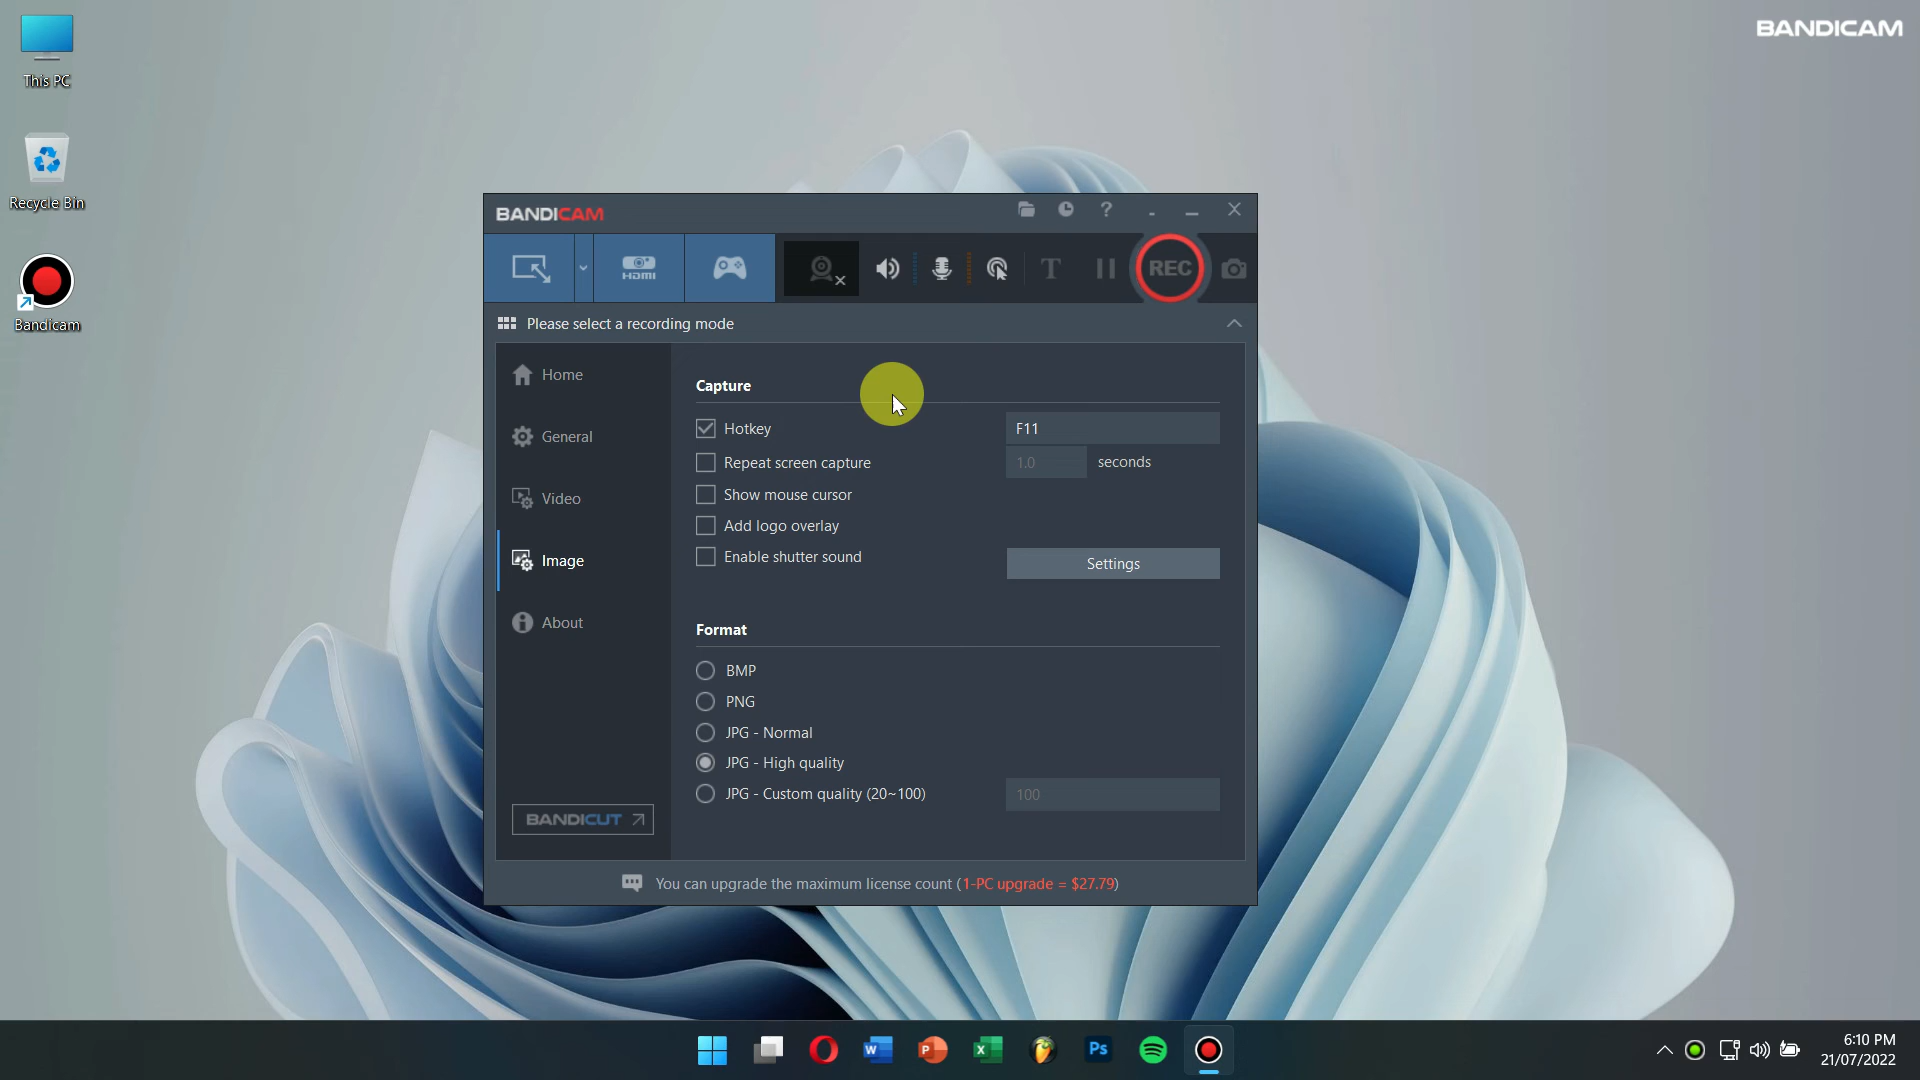 BANDICAM
This PC
Recycle Bin
Bandicam
BANDICAM
?
HDMI
T
REC
Please select a recording mode
Home
General
Video
Image
About
BANDICUT
Capture
Hotkey
F11
Repeat screen capture
1.0
seconds
Show mouse cursor
Add logo overlay
Enable shutter sound
Settings
Format
BMP
PNG
JPG - Normal
JPG - High quality
JPG - Custom quality (20~100)
100
You can upgrade the maximum license count (1-PC upgrade = $27.79)
W
P
X
Ps
6:10 PM
21/07/2022